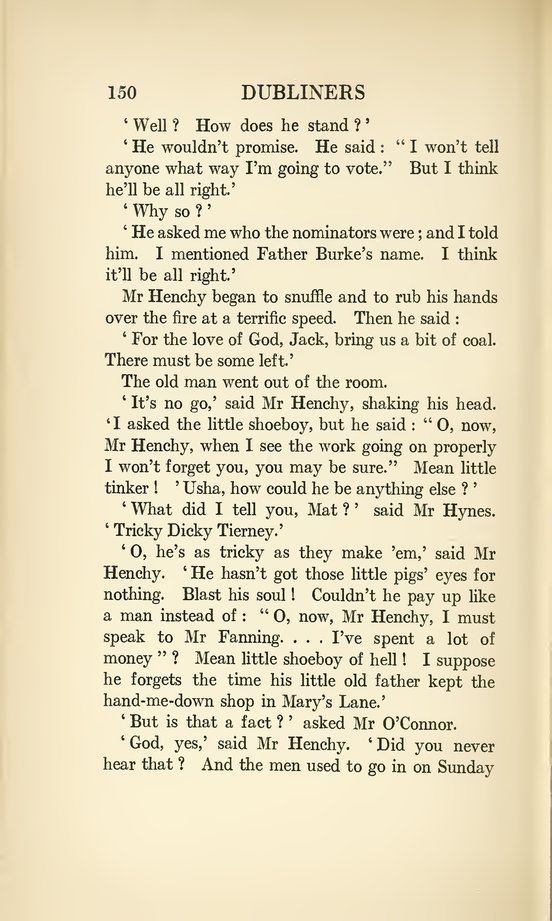 150 DUBLINERS
‘ Well ? How does he stand ? ’
‘ He wouldn’t promise. He said : “ I won’t tell
anyone what way I’m going to vote.” But I think
he’ll be all right.’
‘ Why so ? ’
‘ He asked me who the nominators were ; and I told
him. I mentioned Father Burke’s name. I think
it’ll be all right.’
Mr Henchy began to snuffle and to rub his hands
over the fire at a terrific speed. Then he said :
‘ For the love of God, Jack, bring us a bit of coal.
There must be some left.’
The old man went out of the room.
‘ It’s no go,’ said Mr Henchy, shaking his head.
‘ I asked the little shoeboy, but he said : “ O, now,
Mr Henchy, when I see the work going on properly
I won’t forget you, you may be sure.” Mean little
tinker ! ’Usha, how could he be anything else ? ’
‘ What did I tell you, Mat ? ’ said Mr Hynes.
‘ Tricky Dicky Tierney.’
‘ O, he’s as tricky as they make ’em,’ said Mr
Henchy. ‘ He hasn’t got those little pigs’ eyes for
nothing. Blast his soul ! Couldn’t he pay up like
a man instead of : “ O, now, Mr Henchy, I must
speak to Mr Fanning. . . . I’ve spent a lot of
money ” ? Mean little shoeboy of hell ! I suppose
he forgets the time his little old father kept the
hand-me-down shop in Mary’s Lane.’
‘ But is that a fact ? ’ asked Mr O’Connor.
‘ God, yes,’ said Mr Henchy. ‘ Did you never
hear that ? And the men used to go in on Sunday